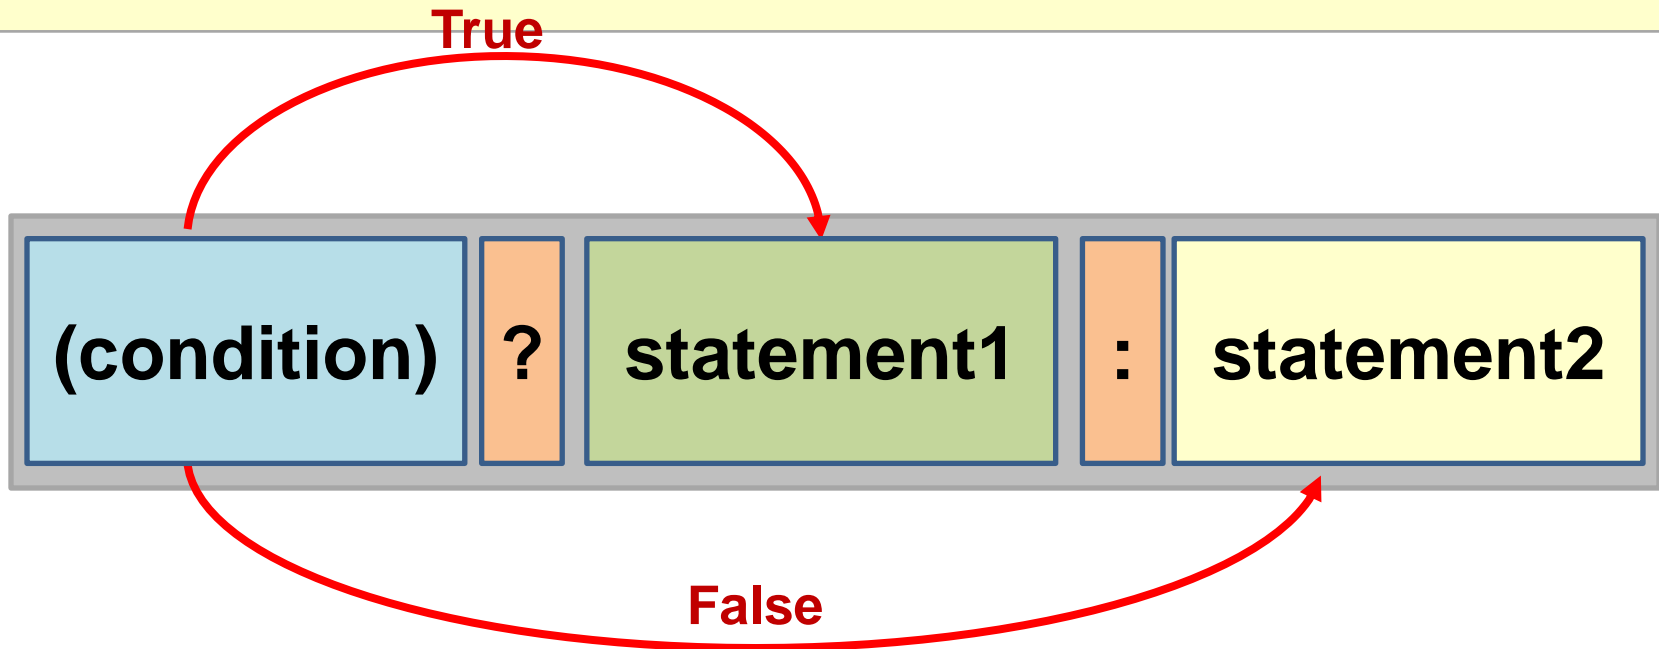 True
(condition) ? statement1 : statement2
False